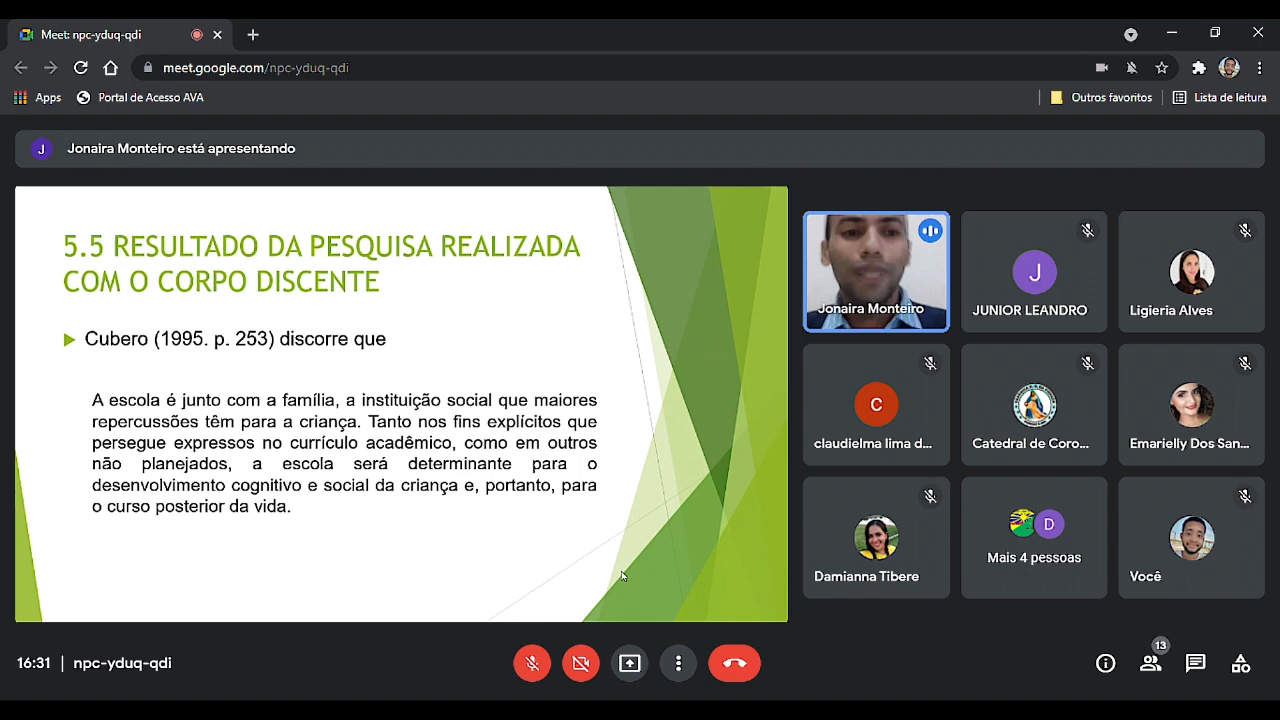 Meet: npc-yduq-qdi
meet.google.com/npc-yduq-qdi
Apps
Portal de Acesso AVA
Outros favoritos
Lista de leitura
J
Jonaira Monteiro está apresentando
5.5 RESULTADO DA PESQUISA REALIZADA
COM O CORPO DISCENTE
Cubero (1995. p. 253) discorre que
A escola é junto com a família, a instituição social que maiores
repercussões têm para a criança. Tanto nos fins explícitos que
persegue expressos no currículo acadêmico, como em outros
não planejados, a escola será determinante para o
desenvolvimento cognitivo e social da criança e, portanto, para
o curso posterior da vida.
Jonaira Monteiro
J
JUNIOR LEANDRO
Ligieria Alves
C
claudielma lima d...
Catedral de Coro...
Emarielly Dos San...
Damianna Tibere
D
Mais 4 pessoas
Você
16:31 | npc-yduq-qdi
13